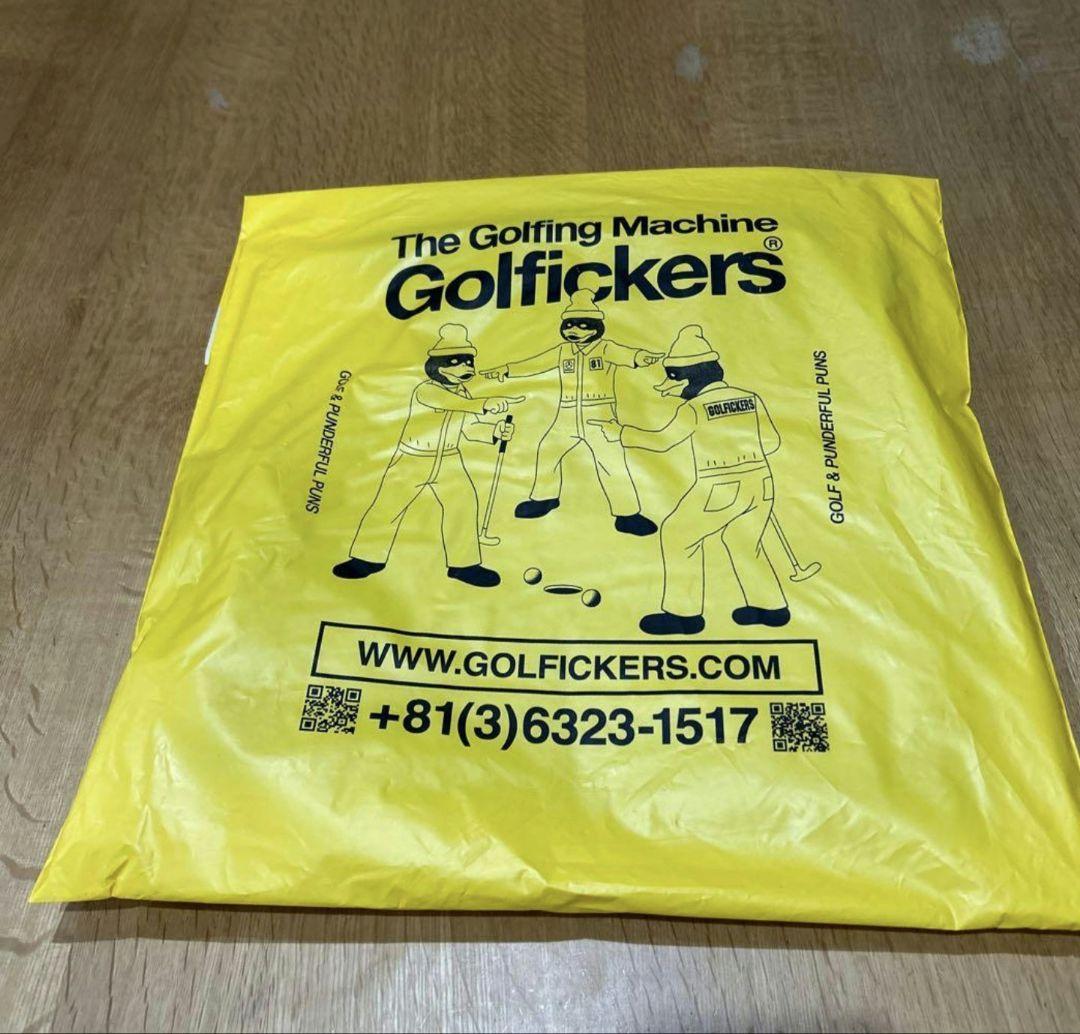 The Golfing Machine
Golfickers®
81
GOLFICKERS
GOLF & PUNDERFUL PUNS
GOLF & PUNDERFUL PUNS
WWW.GOLFICKERS.COM
+81(3)6323-1517